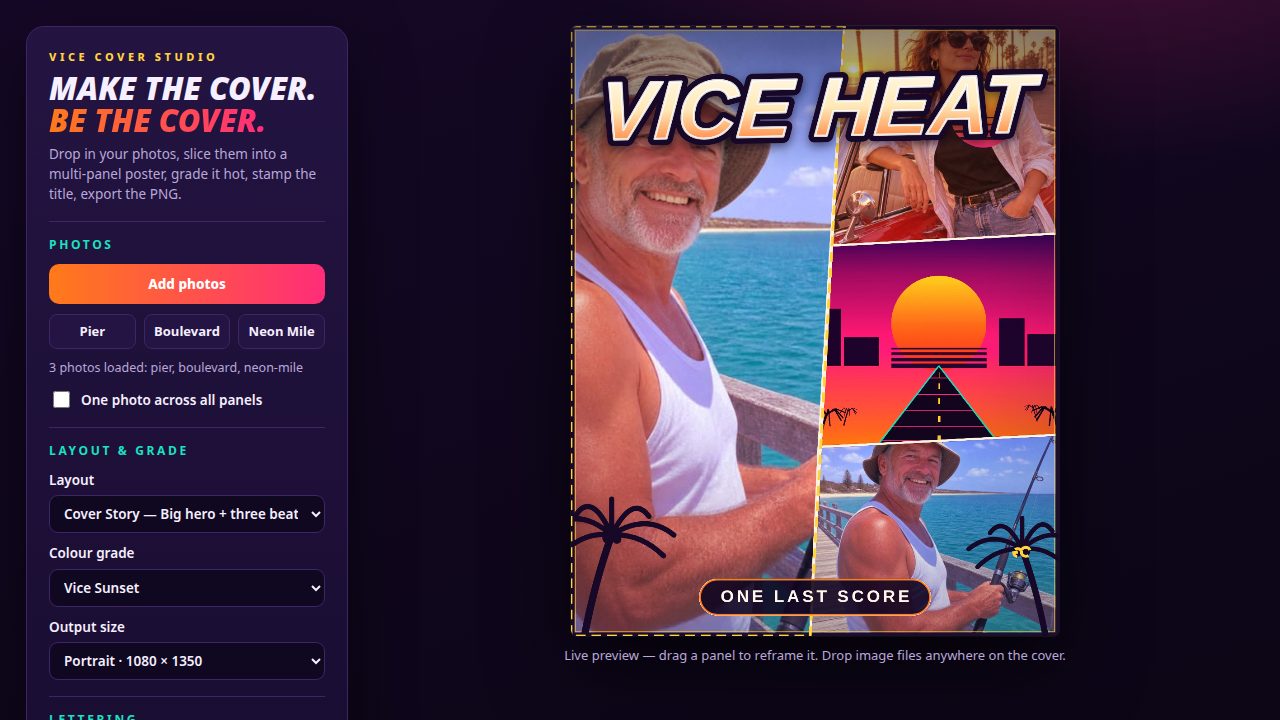 VICE COVER STUDIO
MAKE THE COVER.
BE THE COVER.
Drop in your photos, slice them into a
multi-panel poster, grade it hot, stamp the
title, export the PNG.
PHOTOS
Add photos
Pier
Boulevard
Neon Mile
3 photos loaded: pier, boulevard, neon-mile
One photo across all panels
LAYOUT & GRADE
Layout
Cover Story — Big hero + three beat
Colour grade
Vice Sunset
Output size
Portrait · 1080 × 1350
LETTERING
VICE HEAT
ONE LAST SCORE
Live preview — drag a panel to reframe it. Drop image files anywhere on the cover.